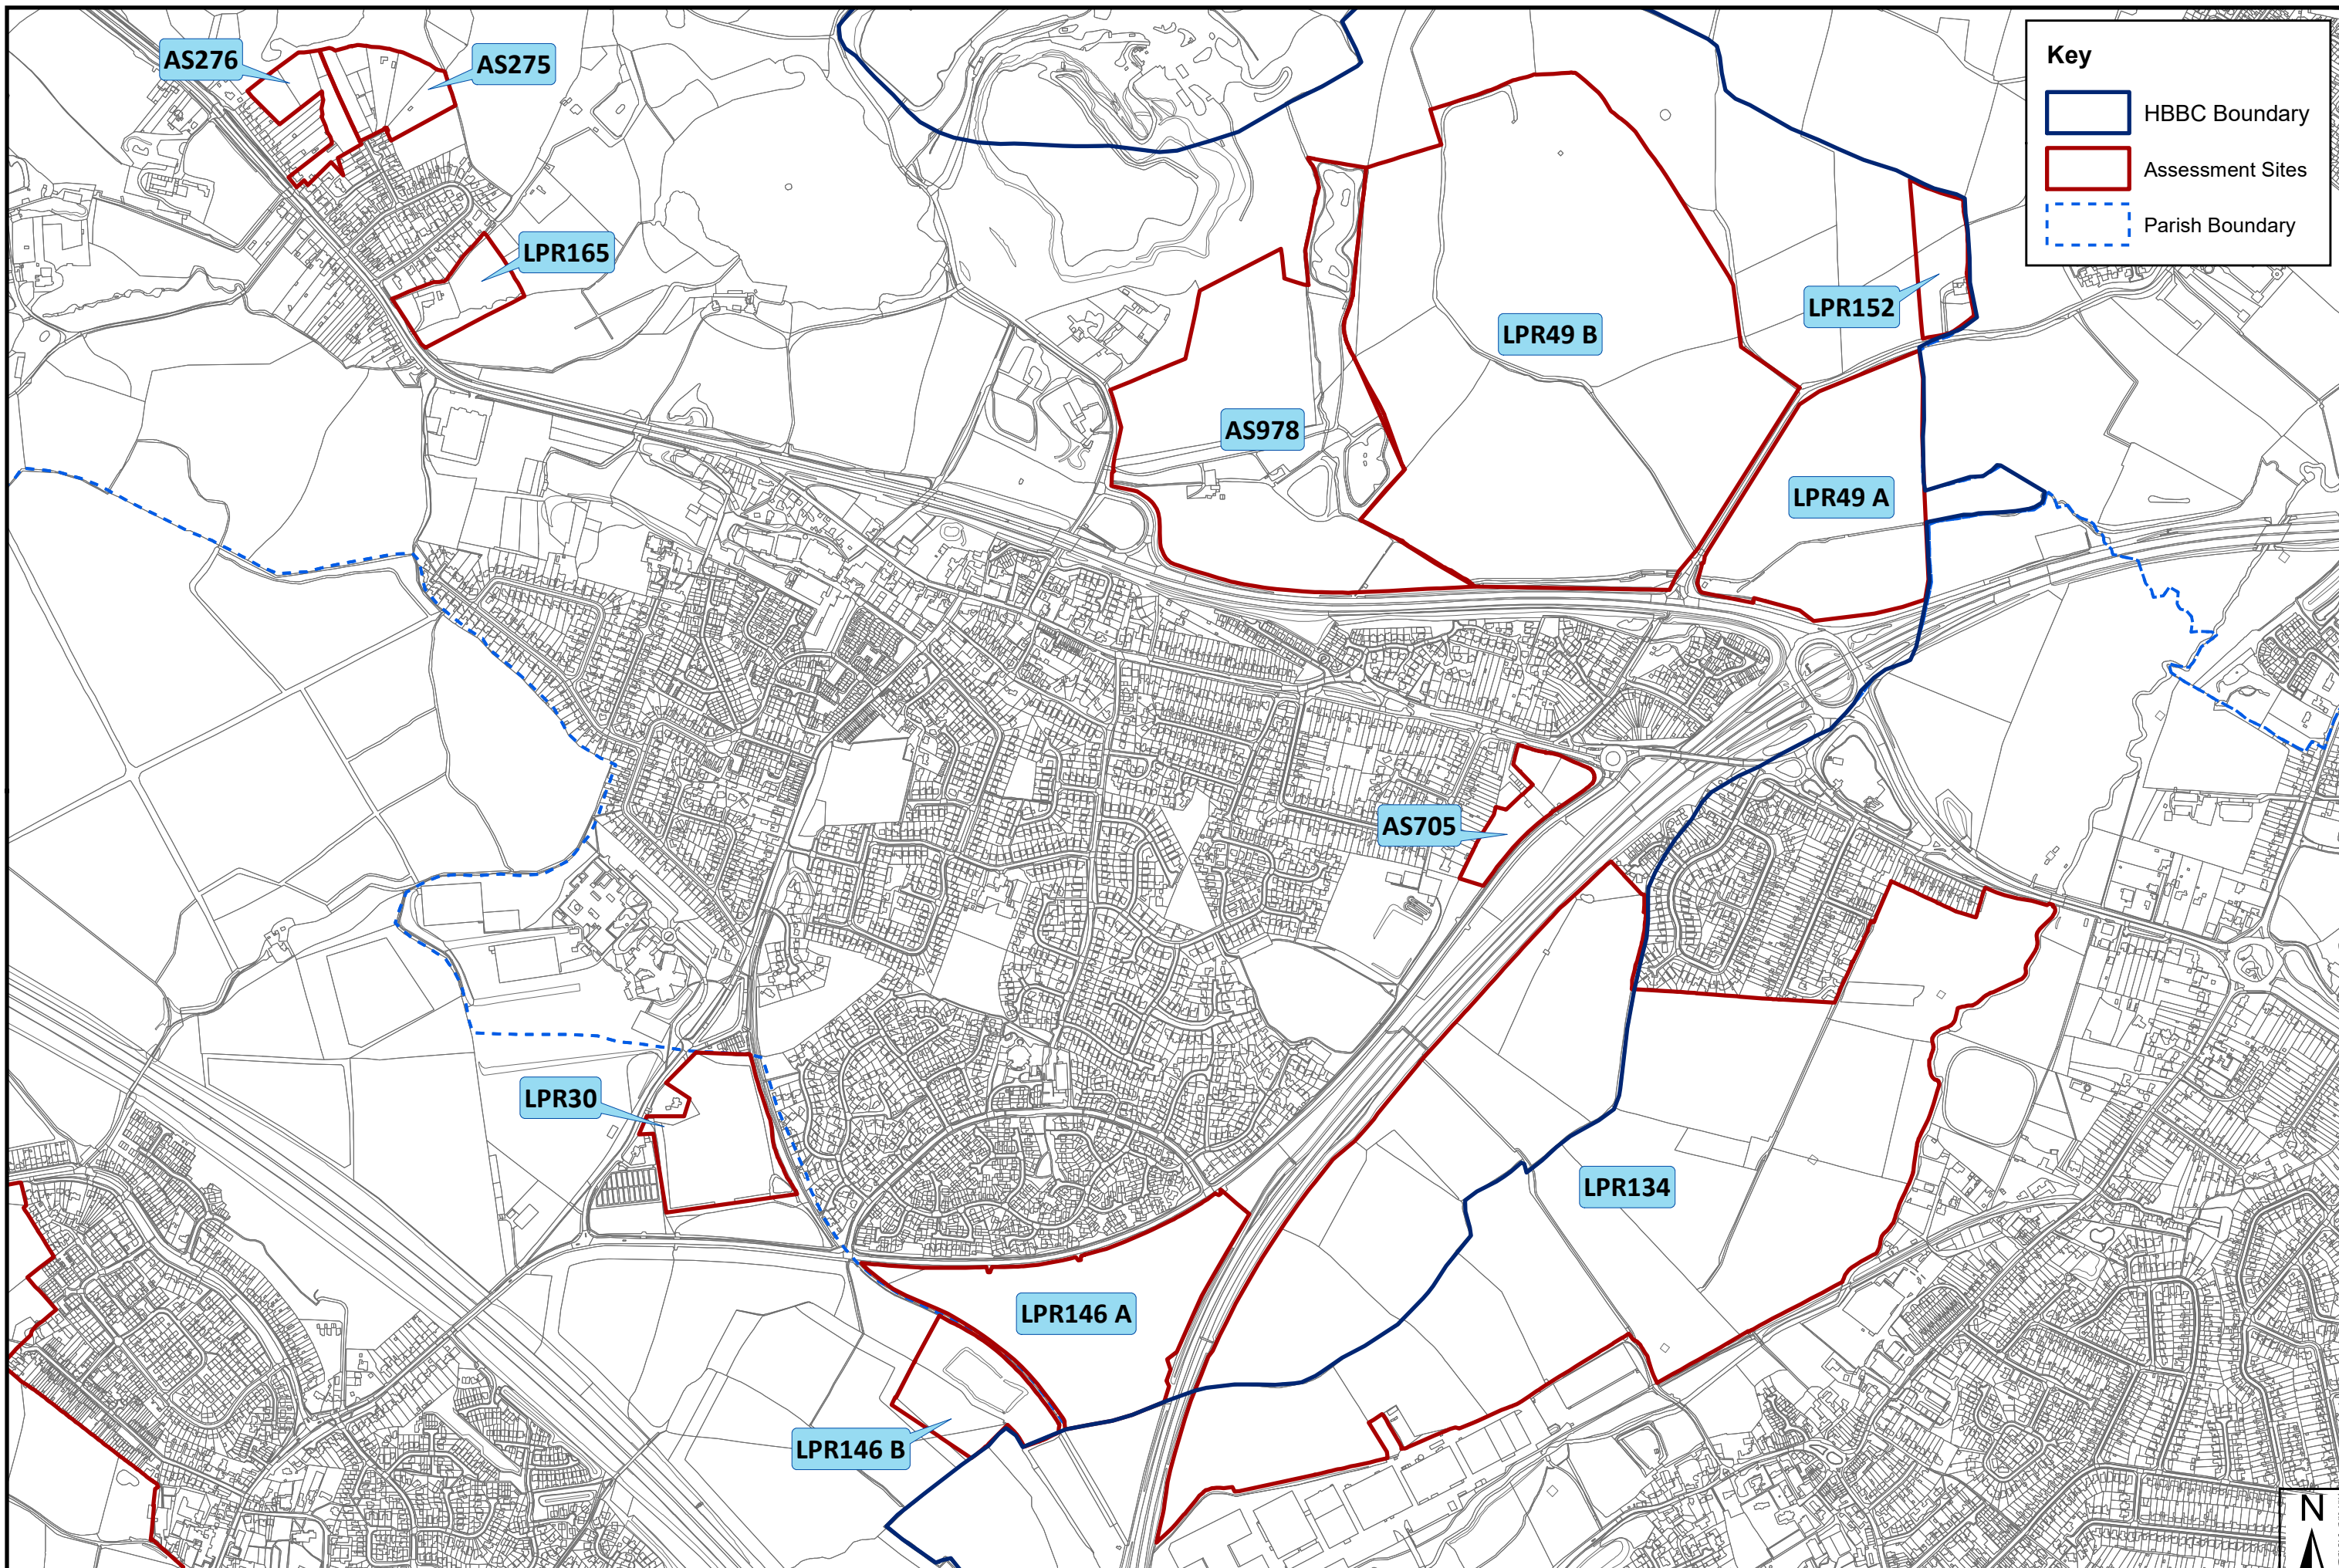 AS276
AS275
Key
HBBC Boundary
Assessment Sites
Parish Boundary
LPR165
LPR152
LPR49 B
AS978
LPR49 A
AS705
LPR30
LPR134
LPR146 A
LPR146 B
N